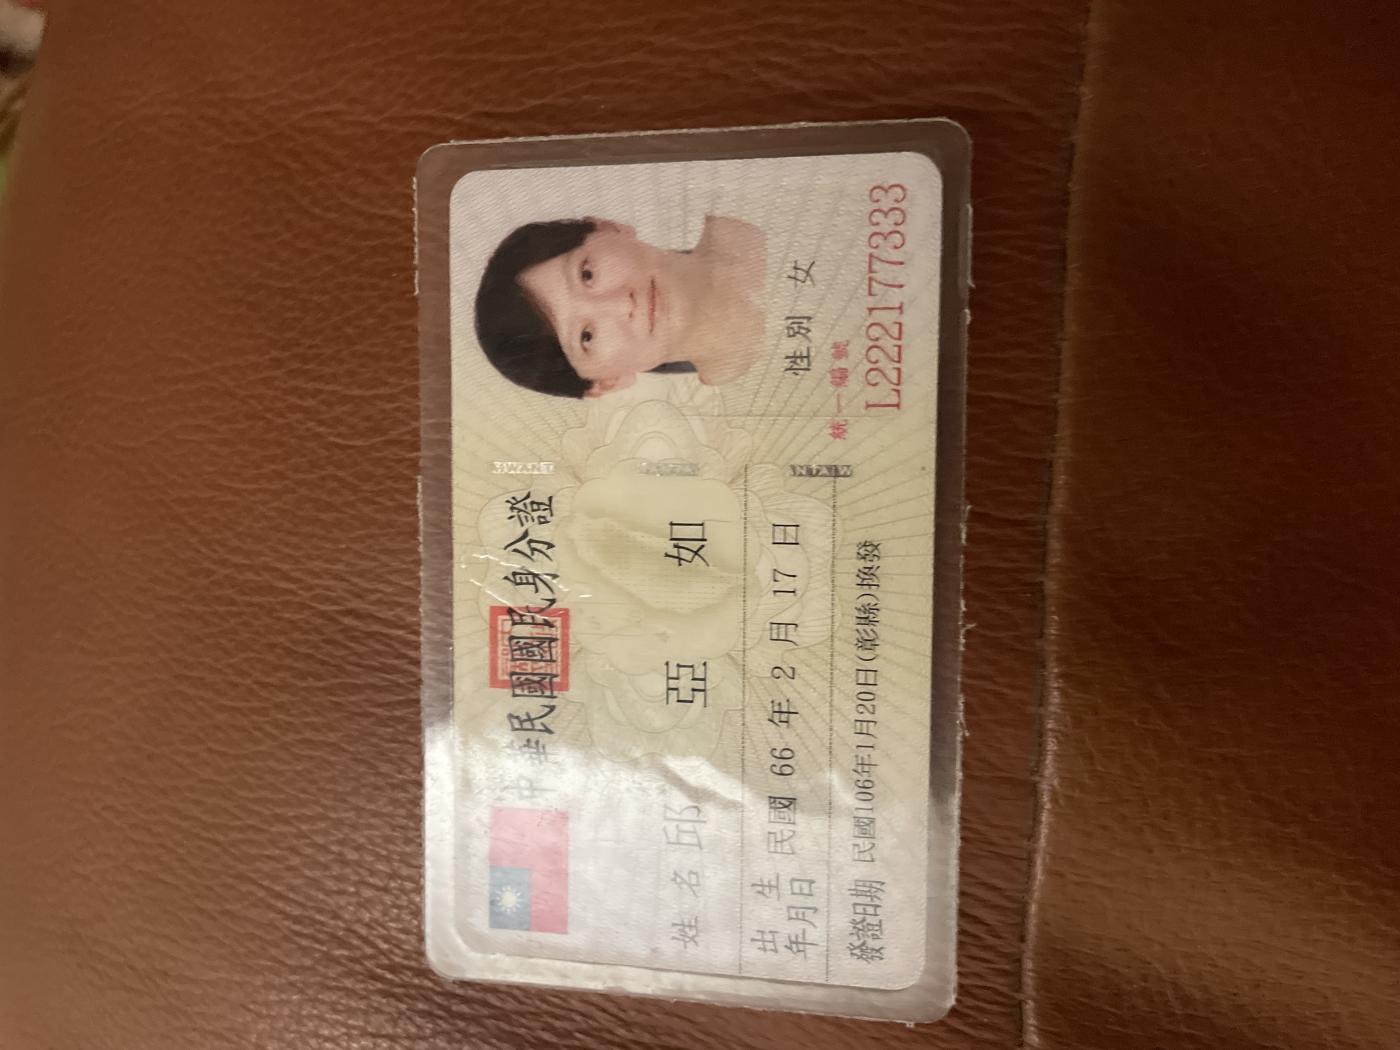 中華民國國民身分證
姓名 邱亞如
出生年月日 民國 66 年 2 月 17 日
性別 女
發證日期 民國106年1月20日(彰縣)換發
統一編號
L222177333